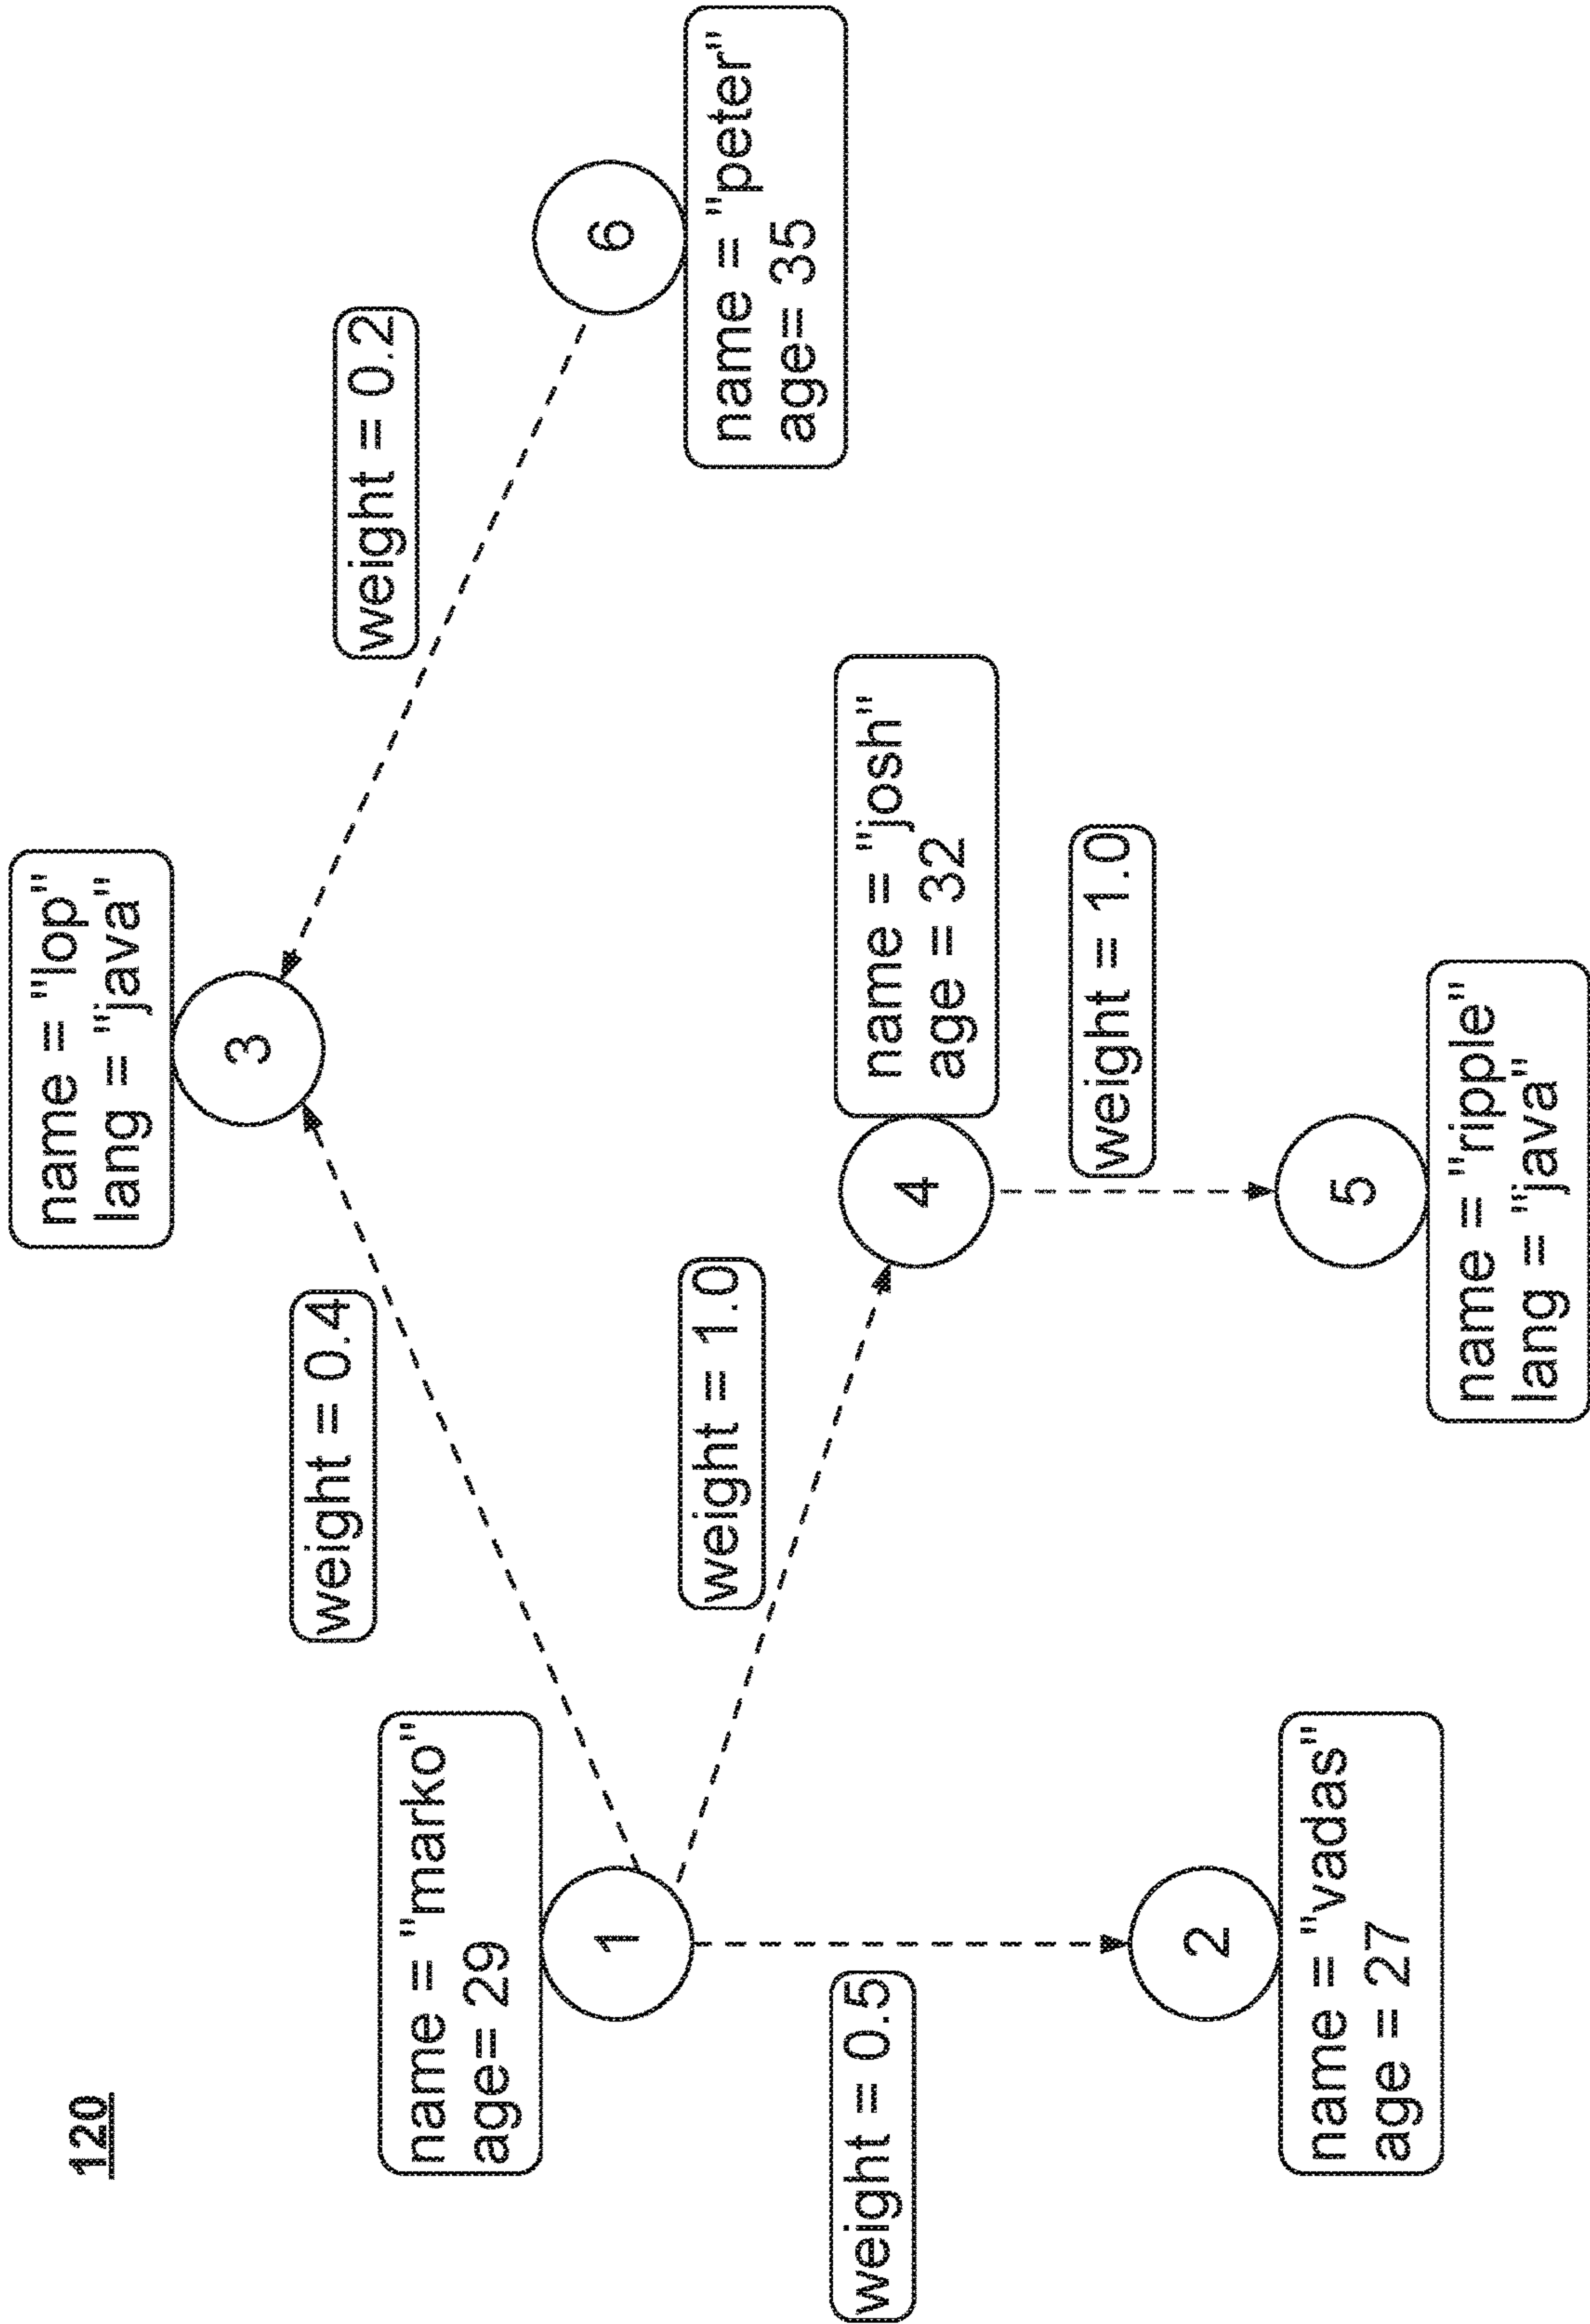 120
name = "lop"
lang = "java"
3
weight = 0.4
weight = 0.2
name = "marko"
age= 29
1
6
name = "peter"
age= 35
weight = 1.0
4
name = "josh"
age = 32
weight = 0.5
weight = 1.0
2
name = "vadas"
age = 27
5
name = "ripple"
lang = "java"